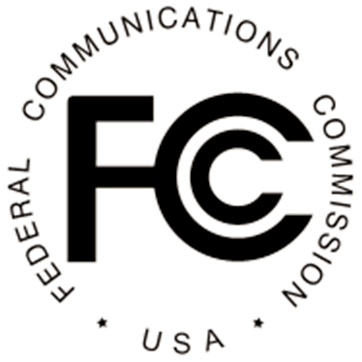 FEDERAL COMMUNICATIONS COMMISSION
FCC
★ USA ★